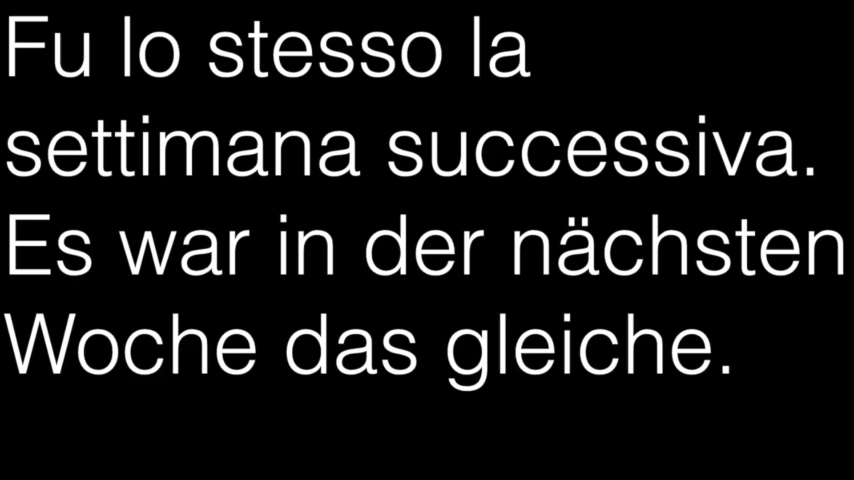 Fu lo stesso la
settimana successiva.
Es war in der nächsten
Woche das gleiche.